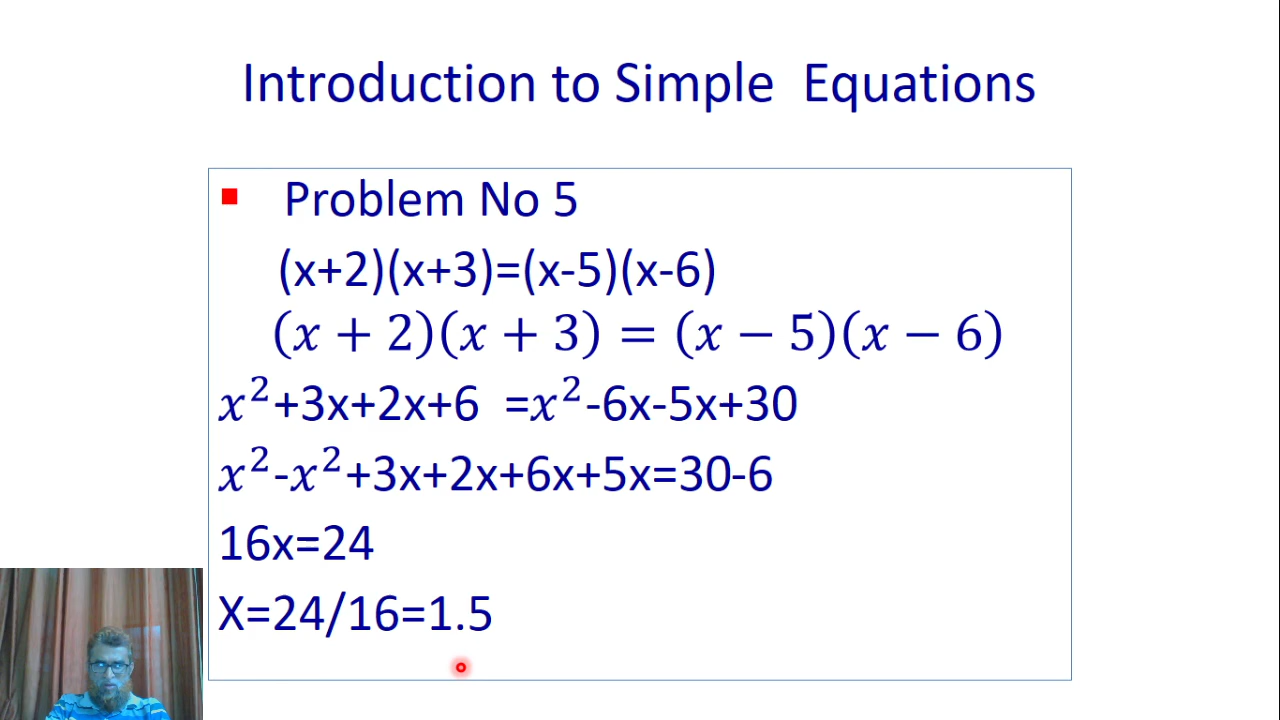 Introduction to Simple Equations
Problem No 5
(x+2)(x+3)=(x-5)(x-6)
(𝑥 + 2)(𝑥 + 3) = (𝑥 − 5)(𝑥 − 6)
𝑥²+3x+2x+6 =𝑥²-6x-5x+30
𝑥²-𝑥²+3x+2x+6x+5x=30-6
16x=24
X=24/16=1.5